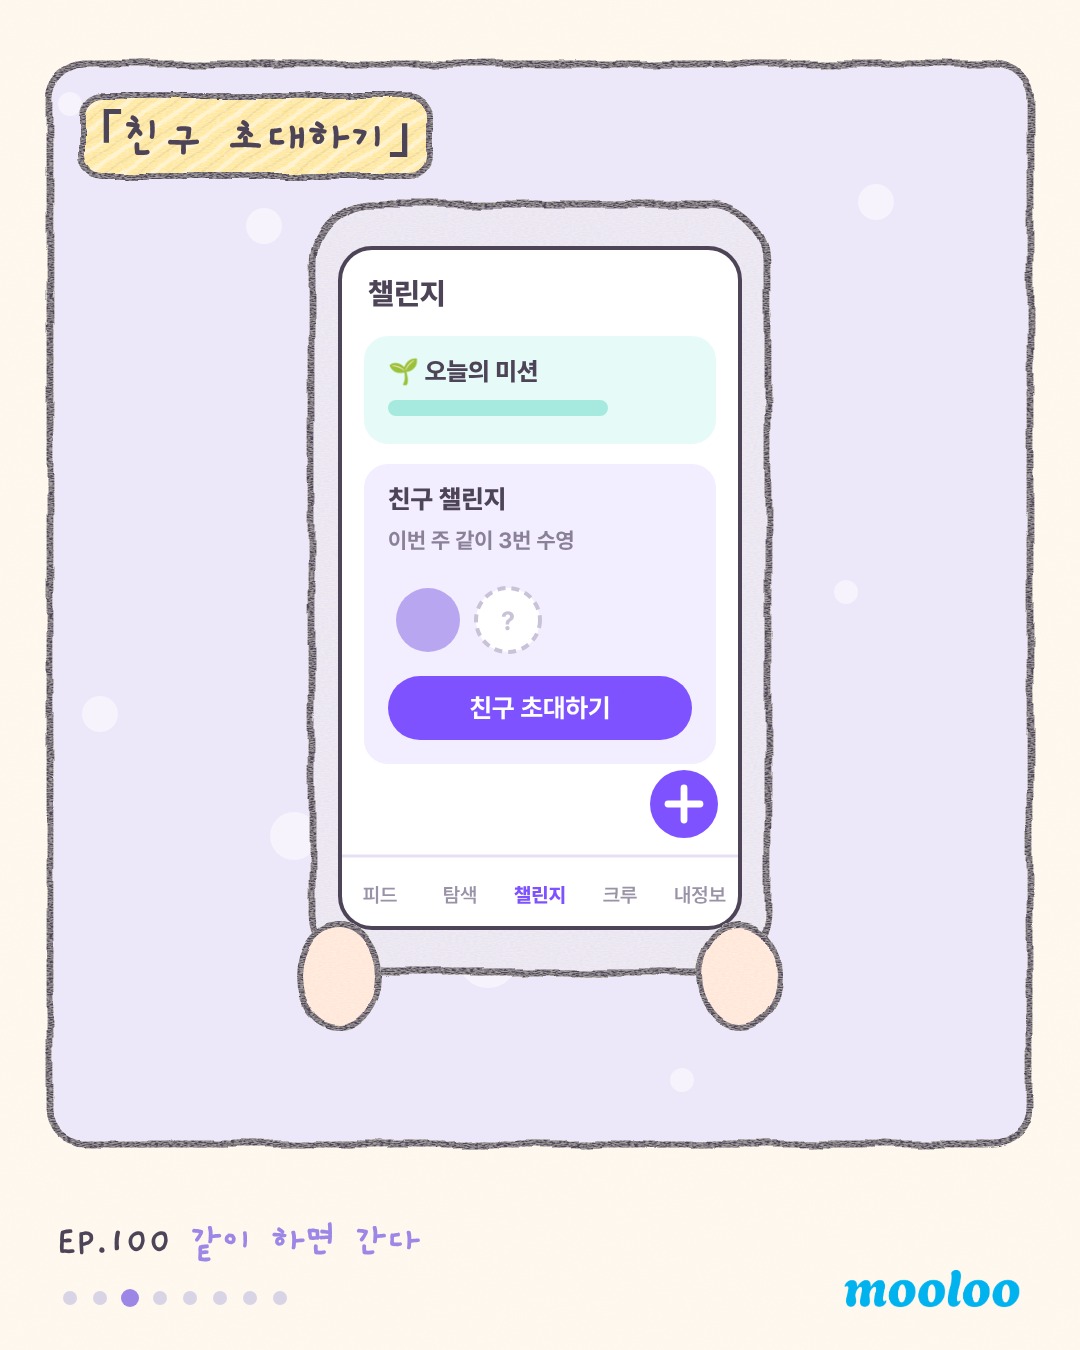 「친구 초대하기」
챌린지
🌱 오늘의 미션
친구 챌린지
이번 주 같이 3번 수영
?
친구 초대하기
피드 탐색 챌린지 크루 내정보
EP.100 같이 하면 간다
mooloo